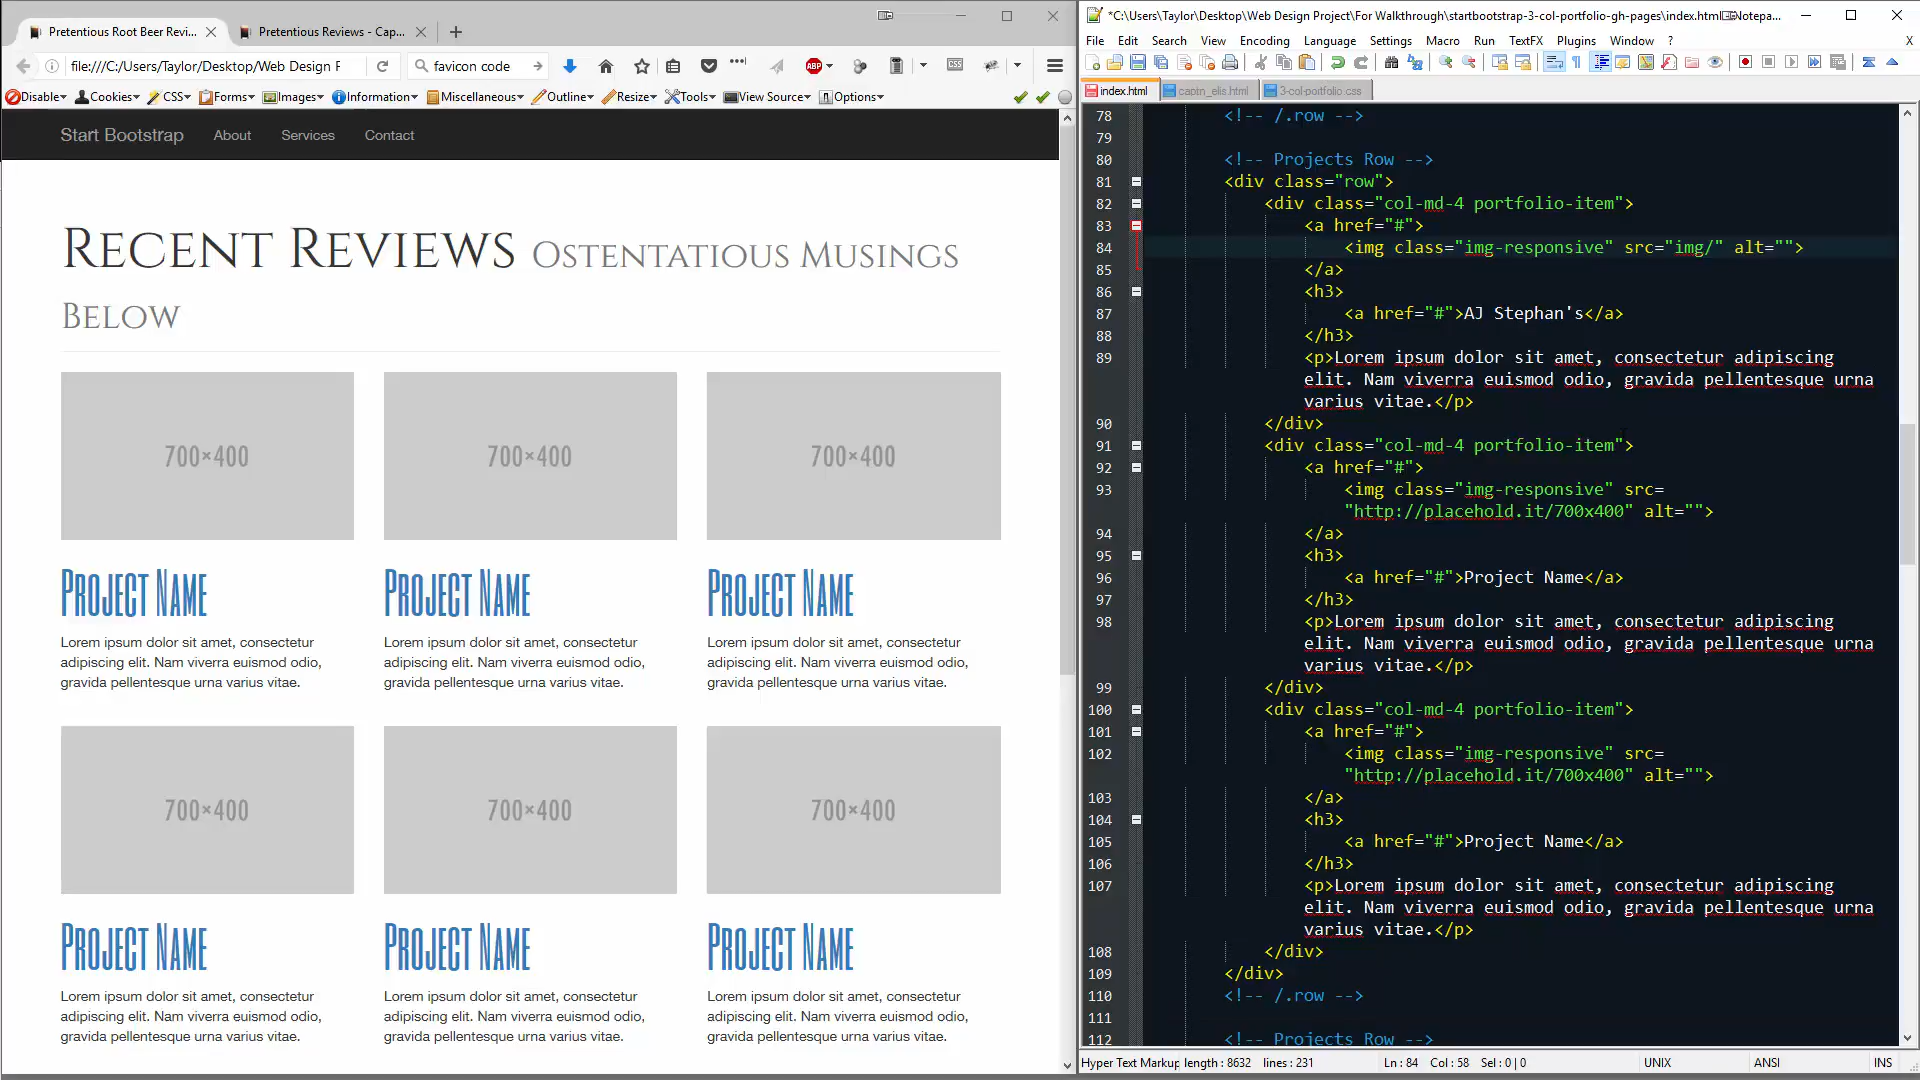 Pretentious Root Beer Revi...
Pretentious Reviews - Cap...
file:///C:/Users/Taylor/Desktop/Web Design P
favicon code
ABP
CSS
Disable
Cookies
CSS
Forms
Images
Information
Miscellaneous
Outline
Resize
Tools
View Source
Options
Start Bootstrap
About
Services
Contact
Recent Reviews Ostentatious Musings
Below
700×400
700×400
700×400
Project Name
Project Name
Project Name
Lorem ipsum dolor sit amet, consectetur
adipiscing elit. Nam viverra euismod odio,
gravida pellentesque urna varius vitae.
Lorem ipsum dolor sit amet, consectetur
adipiscing elit. Nam viverra euismod odio,
gravida pellentesque urna varius vitae.
Lorem ipsum dolor sit amet, consectetur
adipiscing elit. Nam viverra euismod odio,
gravida pellentesque urna varius vitae.
700×400
700×400
700×400
Project Name
Project Name
Project Name
Lorem ipsum dolor sit amet, consectetur
adipiscing elit. Nam viverra euismod odio,
gravida pellentesque urna varius vitae.
Lorem ipsum dolor sit amet, consectetur
adipiscing elit. Nam viverra euismod odio,
gravida pellentesque urna varius vitae.
Lorem ipsum dolor sit amet, consectetur
adipiscing elit. Nam viverra euismod odio,
gravida pellentesque urna varius vitae.
*C:\Users\Taylor\Desktop\Web Design Project\For Walkthrough\startbootstrap-3-col-portfolio-gh-pages\index.html Notepa...
File Edit Search View Encoding Language Settings Macro Run TextFX Plugins Window ? X
index.html
captn_elis.html
3-col-portfolio.css
78 <!-- /.row -->
79
80 <!-- Projects Row -->
81 <div class="row">
82 <div class="col-md-4 portfolio-item">
83 <a href="#">
84 <img class="img-responsive" src="img/" alt="">
85 </a>
86 <h3>
87 <a href="#">AJ Stephan's</a>
88 </h3>
89 <p>Lorem ipsum dolor sit amet, consectetur adipiscing
elit. Nam viverra euismod odio, gravida pellentesque urna
varius vitae.</p>
90 </div>
91 <div class="col-md-4 portfolio-item">
92 <a href="#">
93 <img class="img-responsive" src=
"http://placehold.it/700x400" alt="">
94 </a>
95 <h3>
96 <a href="#">Project Name</a>
97 </h3>
98 <p>Lorem ipsum dolor sit amet, consectetur adipiscing
elit. Nam viverra euismod odio, gravida pellentesque urna
varius vitae.</p>
99 </div>
100 <div class="col-md-4 portfolio-item">
101 <a href="#">
102 <img class="img-responsive" src=
"http://placehold.it/700x400" alt="">
103 </a>
104 <h3>
105 <a href="#">Project Name</a>
106 </h3>
107 <p>Lorem ipsum dolor sit amet, consectetur adipiscing
elit. Nam viverra euismod odio, gravida pellentesque urna
varius vitae.</p>
108 </div>
109 </div>
110 <!-- /.row -->
111
112 <!-- Projects Row -->
Hyper Text Markup length : 8632 lines : 231 Ln : 84 Col : 58 Sel : 0 | 0 UNIX ANSI INS